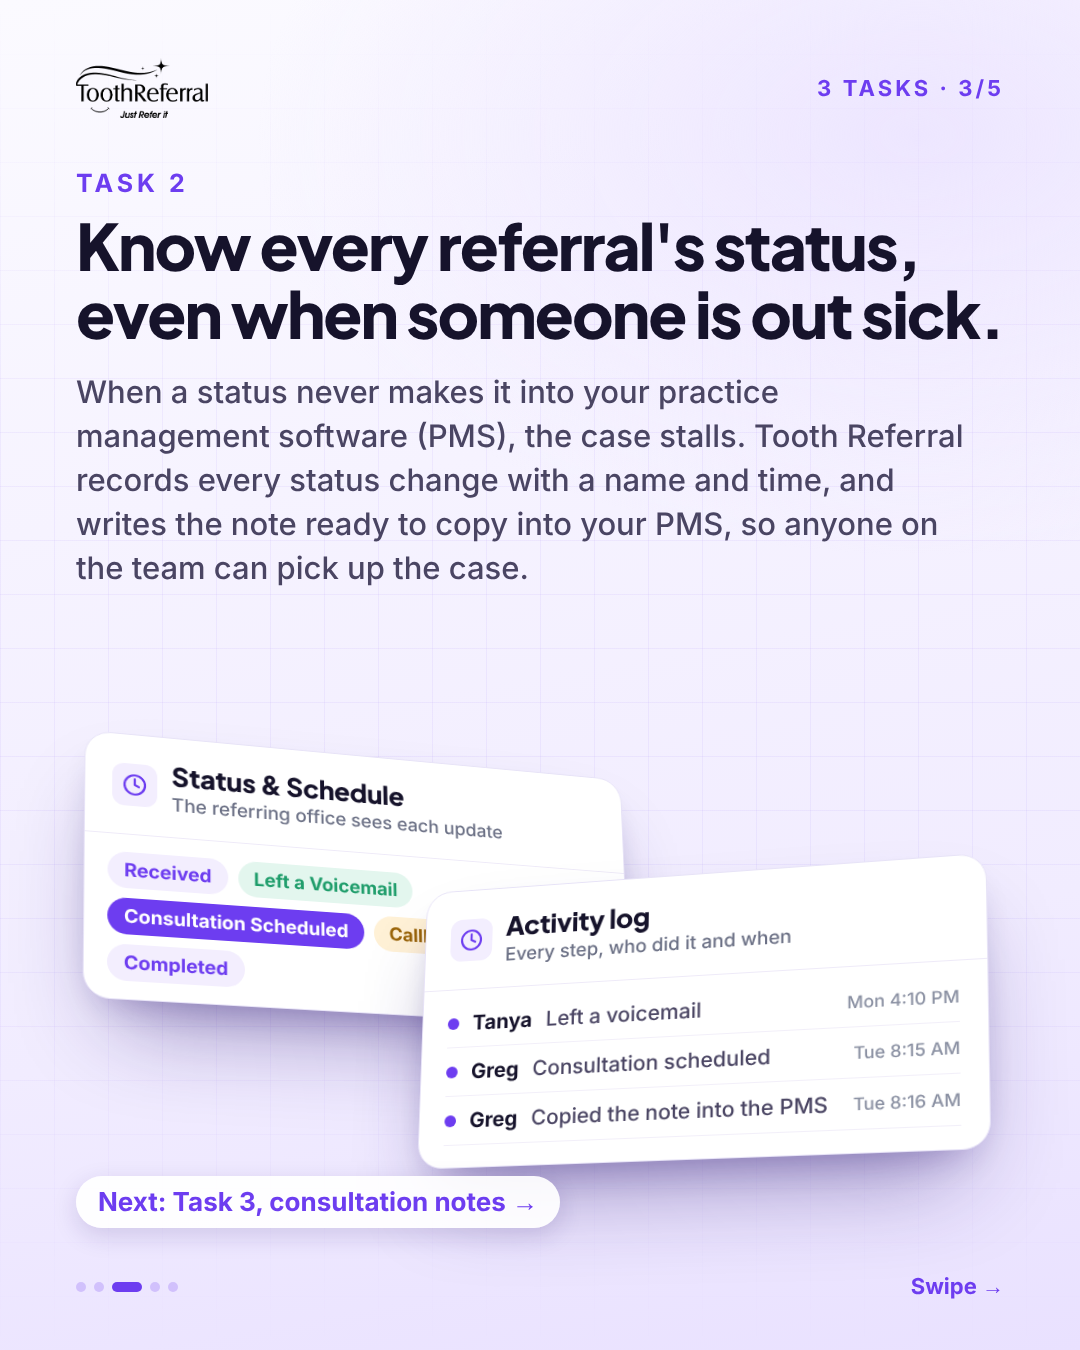 ToothReferral
Just Refer it
3 TASKS · 3/5
TASK 2
Know every referral's status,
even when someone is out sick.
When a status never makes it into your practice
management software (PMS), the case stalls. Tooth Referral
records every status change with a name and time, and
writes the note ready to copy into your PMS, so anyone on
the team can pick up the case.
Status & Schedule
The referring office sees each update
Received
Left a Voicemail
Consultation Scheduled
Completed
Activity log
Every step, who did it and when
Tanya Left a voicemail Mon 4:10 PM
Greg Consultation scheduled Tue 8:15 AM
Greg Copied the note into the PMS Tue 8:16 AM
Next: Task 3, consultation notes →
Swipe →